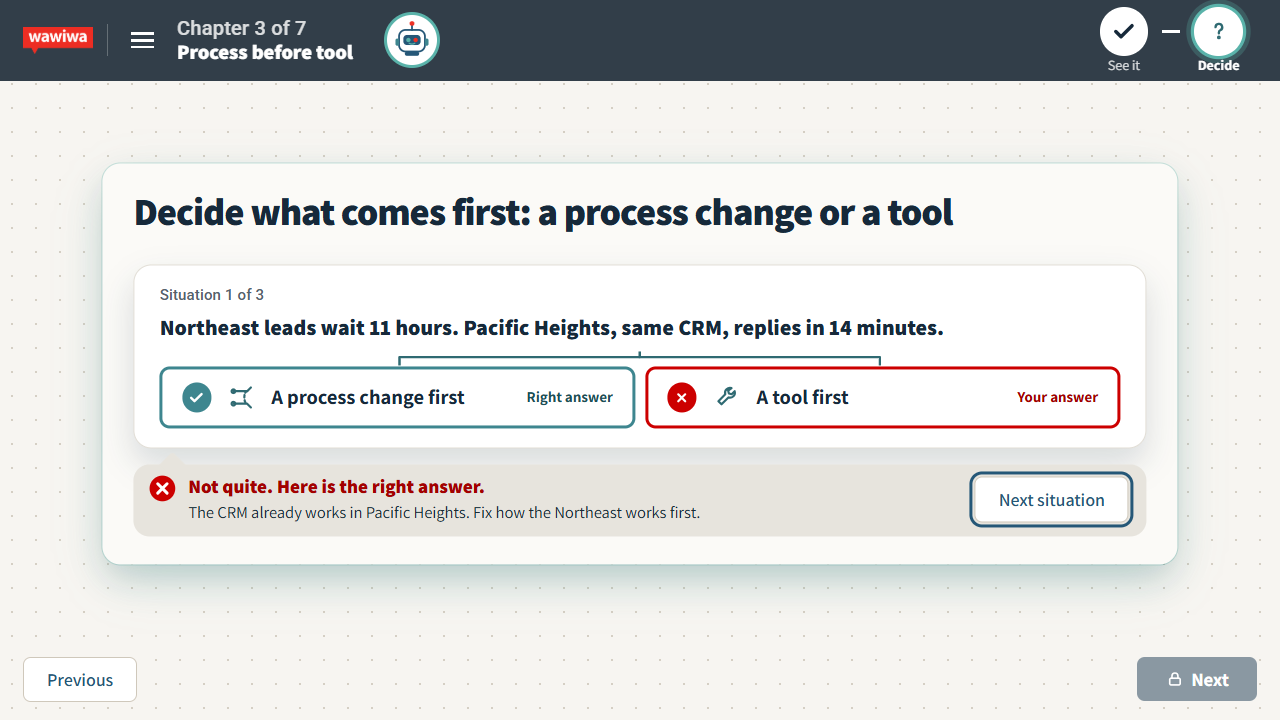 wawiwa
Chapter 3 of 7
Process before tool
See it
?
Decide
Decide what comes first: a process change or a tool
Situation 1 of 3
Northeast leads wait 11 hours. Pacific Heights, same CRM, replies in 14 minutes.
A process change first
Right answer
A tool first
Your answer
Not quite. Here is the right answer.
The CRM already works in Pacific Heights. Fix how the Northeast works first.
Next situation
Previous
Next